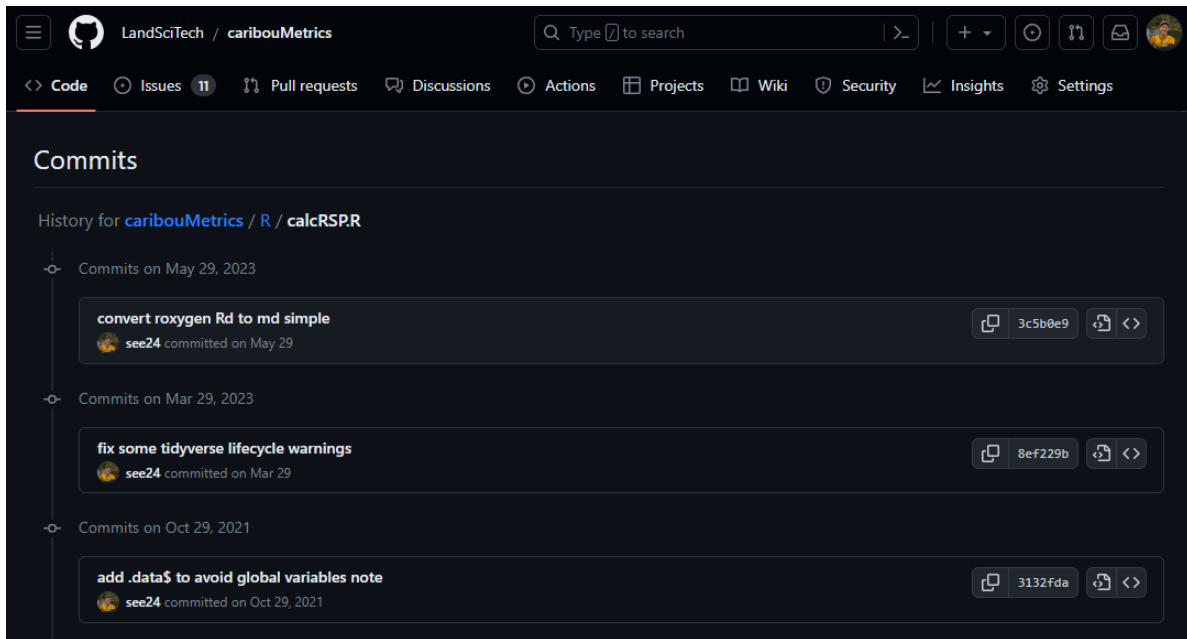 LandSciTech / caribouMetrics
Type / to search
Code Issues 11 Pull requests Discussions Actions Projects Wiki Security Insights Settings
Commits
History for caribouMetrics / R / calcRSP.R
Commits on May 29, 2023
convert roxygen Rd to md simple
3c5b0e9
see24 committed on May 29
Commits on Mar 29, 2023
fix some tidyverse lifecycle warnings
8ef229b
see24 committed on Mar 29
Commits on Oct 29, 2021
add .data$ to avoid global variables note
3132fda
see24 committed on Oct 29, 2021